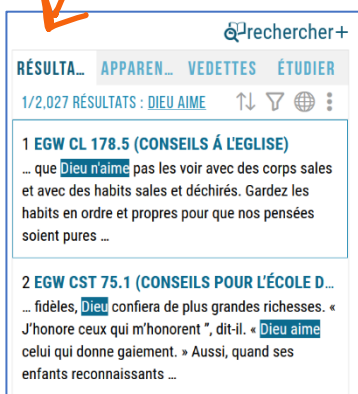 rechercher+
RÉSULTA... APPAREN... VEDETTES ÉTUDIER
1/2,027 RÉSULTATS : DIEU AIME
1 EGW CL 178.5 (CONSEILS Á L'EGLISE)
... que Dieu n'aime pas les voir avec des corps sales
et avec des habits sales et déchirés. Gardez les
habits en ordre et propres pour que nos pensées
soient pures ...
2 EGW CST 75.1 (CONSEILS POUR L'ÉCOLE D...
... fidèles, Dieu confiera de plus grandes richesses. «
J'honore ceux qui m'honorent ", dit-il. « Dieu aime
celui qui donne gaiement. » Aussi, quand ses
enfants reconnaissants ...